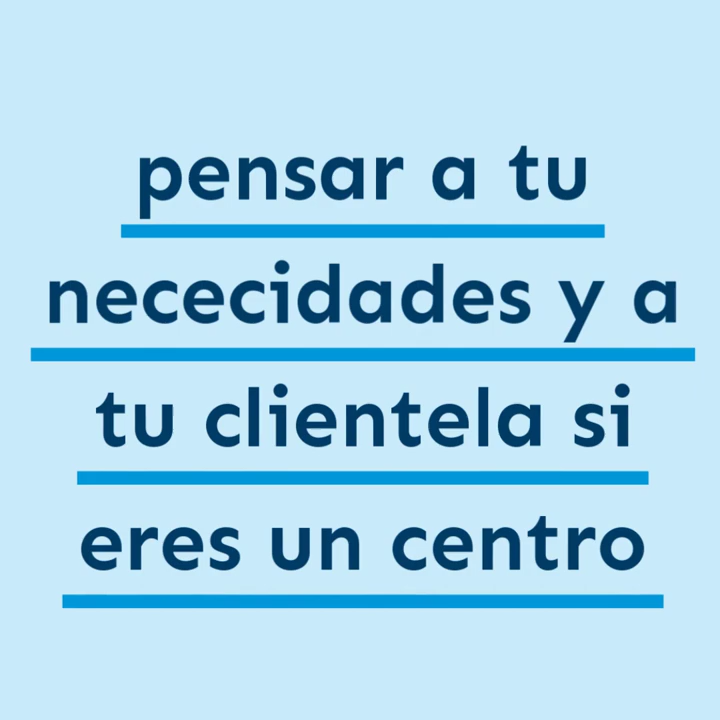 pensar a tu
nececidades y a
tu clientela si
eres un centro